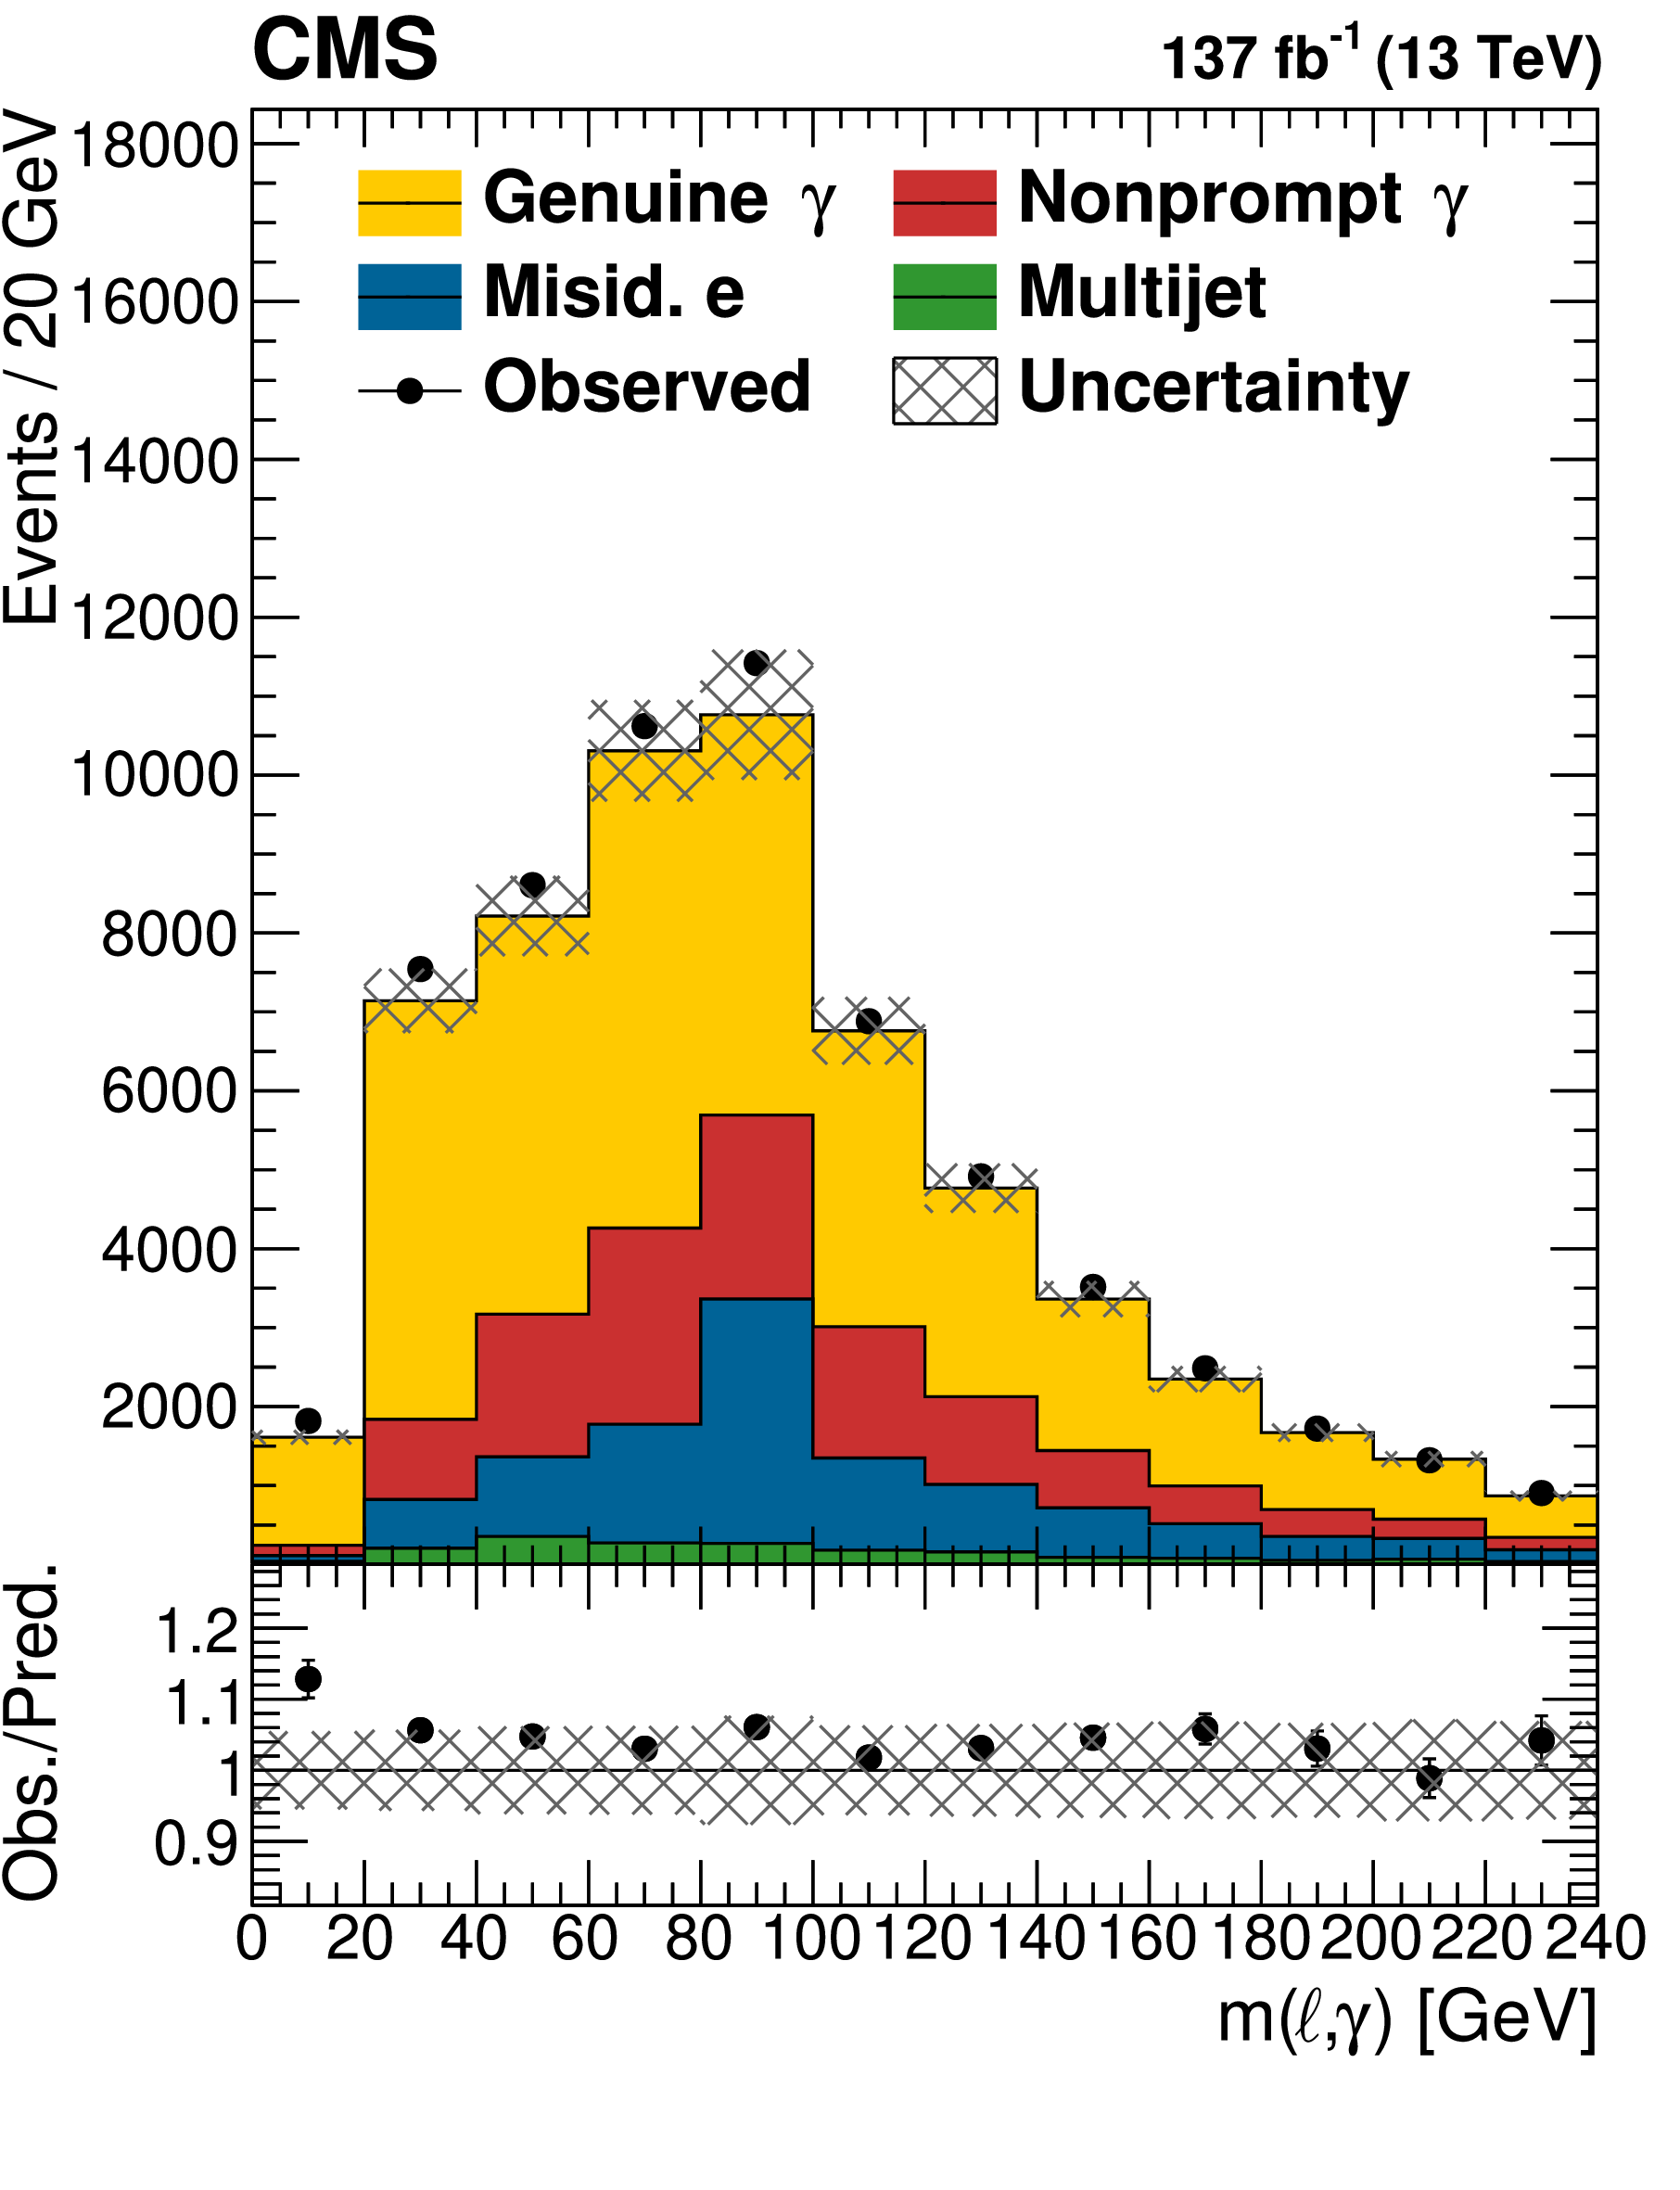 CMS
137 fb-1 (13 TeV)
Events / 20 GeV
18000
16000
14000
12000
10000
8000
6000
4000
2000
Genuine γ
Nonprompt γ
Misid. e
Multijet
Observed
Uncertainty
Obs./Pred.
1.2
1.1
1
0.9
0 20 40 60 80 100 120 140 160 180 200 220 240
m(ℓ,γ) [GeV]